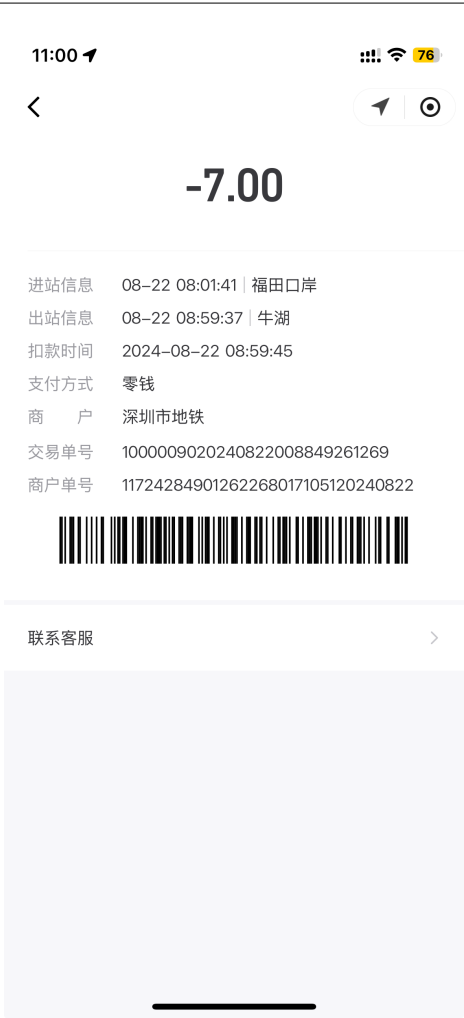 11:00
76
-7.00
进站信息 08-22 08:01:41 | 福田口岸
出站信息 08-22 08:59:37 | 牛湖
扣款时间 2024-08-22 08:59:45
支付方式 零钱
商户 深圳市地铁
交易单号 1000009020240822008849261269
商户单号 11724284901262268017105120240822
联系客服